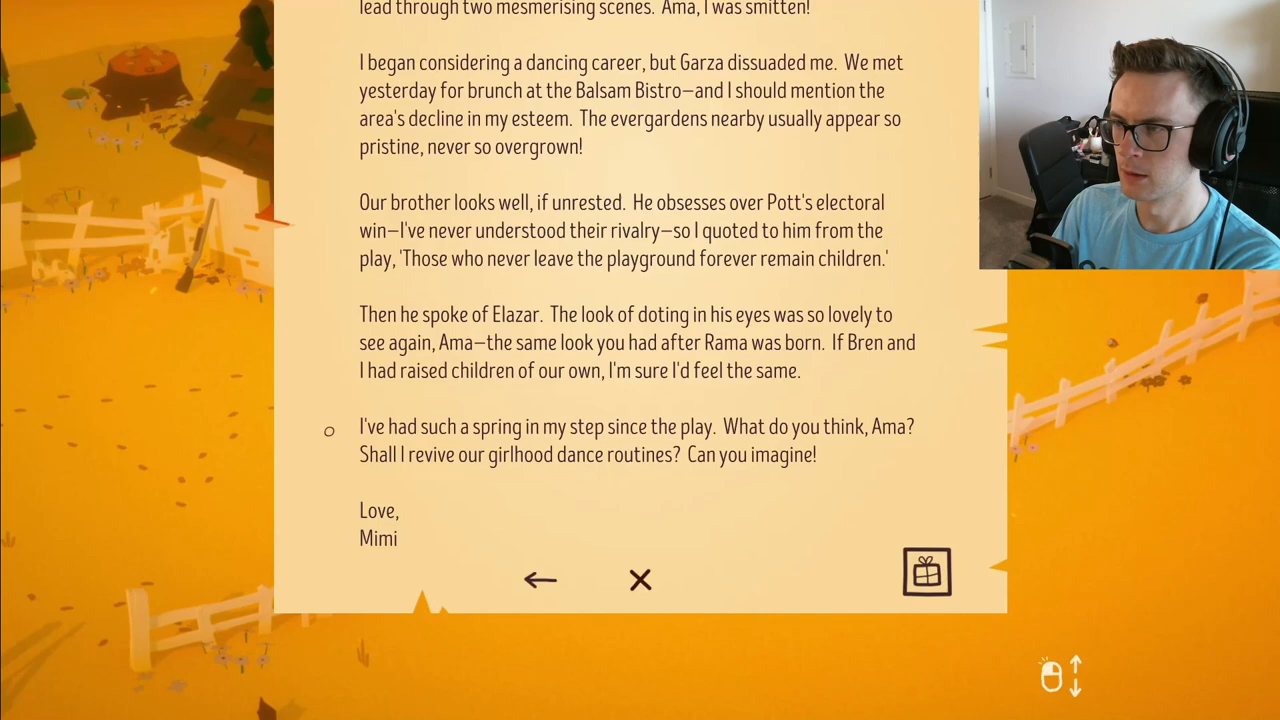 lead through two mesmerising scenes. Ama, I was smitten!
I began considering a dancing career, but Garza dissuaded me. We met
yesterday for brunch at the Balsam Bistro—and I should mention the
area's decline in my esteem. The evergardens nearby usually appear so
pristine, never so overgrown!
Our brother looks well, if unrested. He obsesses over Pott's electoral
win—I've never understood their rivalry—so I quoted to him from the
play, 'Those who never leave the playground forever remain children.'
Then he spoke of Elazar. The look of doting in his eyes was so lovely to
see again, Ama—the same look you had after Rama was born. If Bren and
I had raised children of our own, I'm sure I'd feel the same.
I've had such a spring in my step since the play. What do you think, Ama?
Shall I revive our girlhood dance routines? Can you imagine!
Love,
Mimi